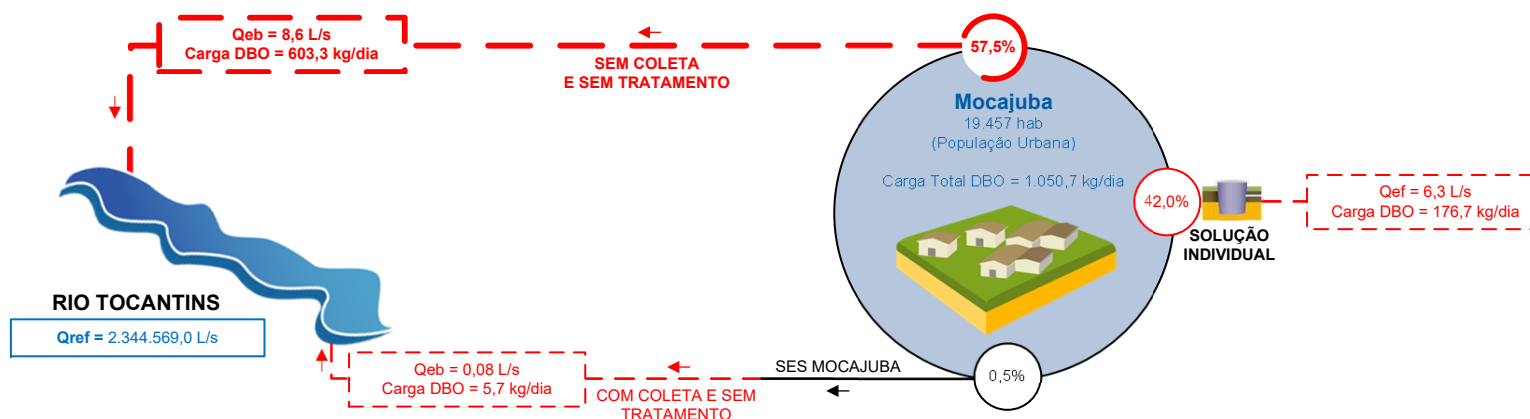 Qeb = 8,6 L/s
Carga DBO = 603,3 kg/dia
SEM COLETA
E SEM TRATAMENTO
57,5%
Mocajuba
19.457 hab
(População Urbana)
Carga Total DBO = 1.050,7 kg/dia
42,0%
SOLUÇÃO
INDIVIDUAL
Qef = 6,3 L/s
Carga DBO = 176,7 kg/dia
RIO TOCANTINS
Qref = 2.344.569,0 L/s
Qeb = 0,08 L/s
Carga DBO = 5,7 kg/dia
COM COLETA E SEM
TRATAMENTO
SES MOCAJUBA
0,5%